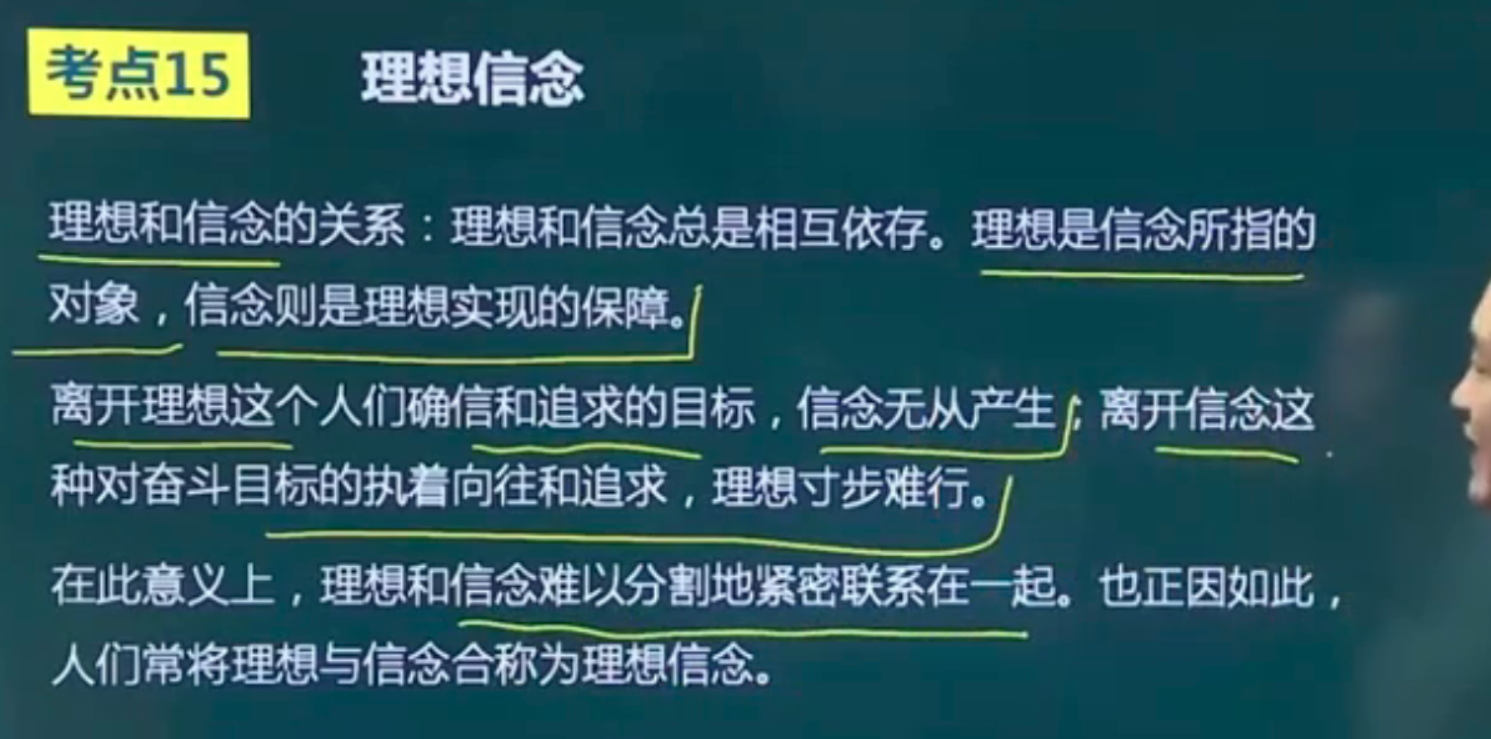 考点15 理想信念
理想和信念的关系：理想和信念总是相互依存。理想是信念所指的
对象，信念则是理想实现的保障。
离开理想这个人们确信和追求的目标，信念无从产生；离开信念这
种对奋斗目标的执着向往和追求，理想寸步难行。
在此意义上，理想和信念难以分割地紧密联系在一起。也正因如此，
人们常将理想与信念合称为理想信念。